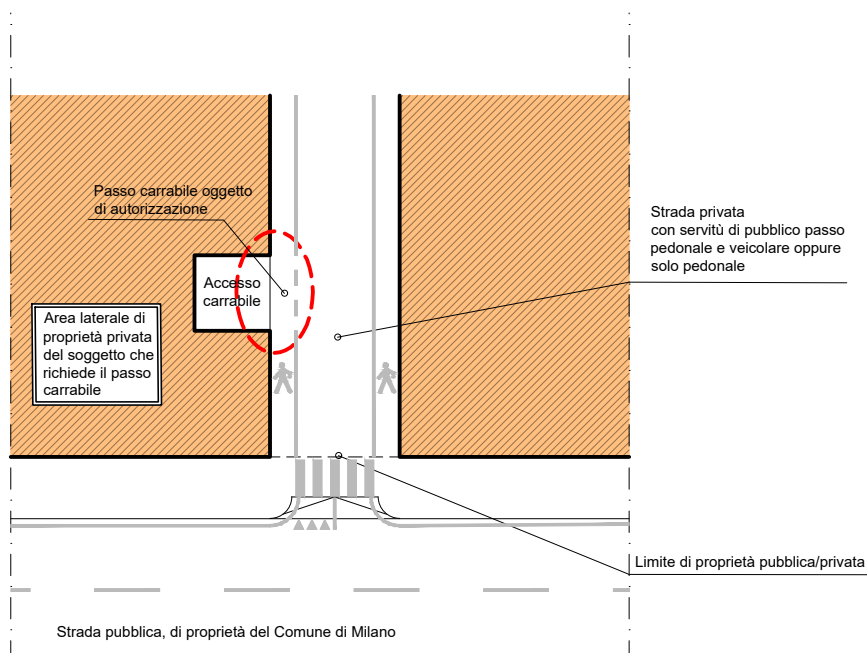 Passo carrabile oggetto
di autorizzazione
Strada privata
con servitù di pubblico passo
pedonale e veicolare oppure
solo pedonale
Accesso
carrabile
Area laterale di
proprietà privata
del soggetto che
richiede il passo
carrabile
Limite di proprietà pubblica/privata
Strada pubblica, di proprietà del Comune di Milano